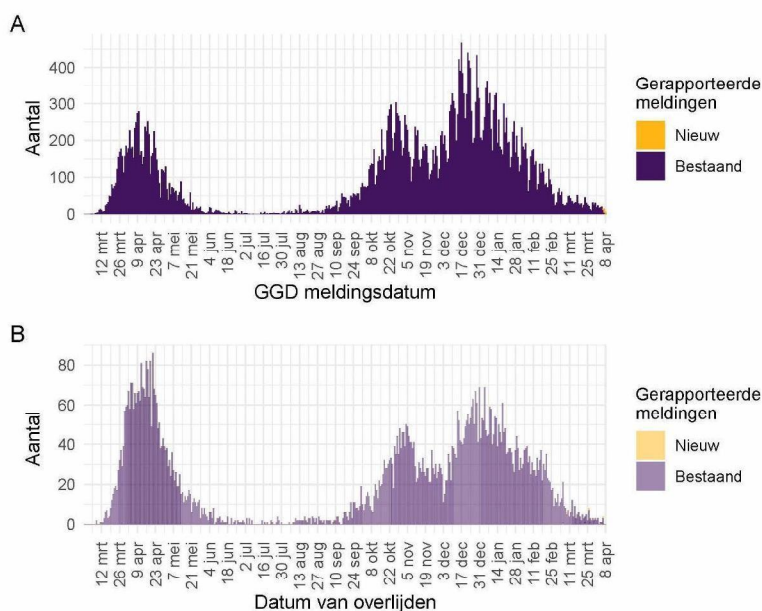 A
Aantal
400
300
200
100
0
12 mrt
26 mrt
9 apr
23 apr
7 mei
21 mei
4 jun
18 jun
2 jul
16 jul
30 jul
13 aug
27 aug
10 sep
24 sep
8 okt
22 okt
5 nov
19 nov
3 dec
17 dec
31 dec
14 jan
28 jan
11 feb
25 feb
11 mrt
25 mrt
8 apr
GGD meldingsdatum
Gerapporteerde
meldingen
Nieuw
Bestaand
B
Aantal
80
60
40
20
0
12 mrt
26 mrt
9 apr
23 apr
7 mei
21 mei
4 jun
18 jun
2 jul
16 jul
30 jul
13 aug
27 aug
10 sep
24 sep
8 okt
22 okt
5 nov
19 nov
3 dec
17 dec
31 dec
14 jan
28 jan
11 feb
25 feb
11 mrt
25 mrt
8 apr
Datum van overlijden
Gerapporteerde
meldingen
Nieuw
Bestaand